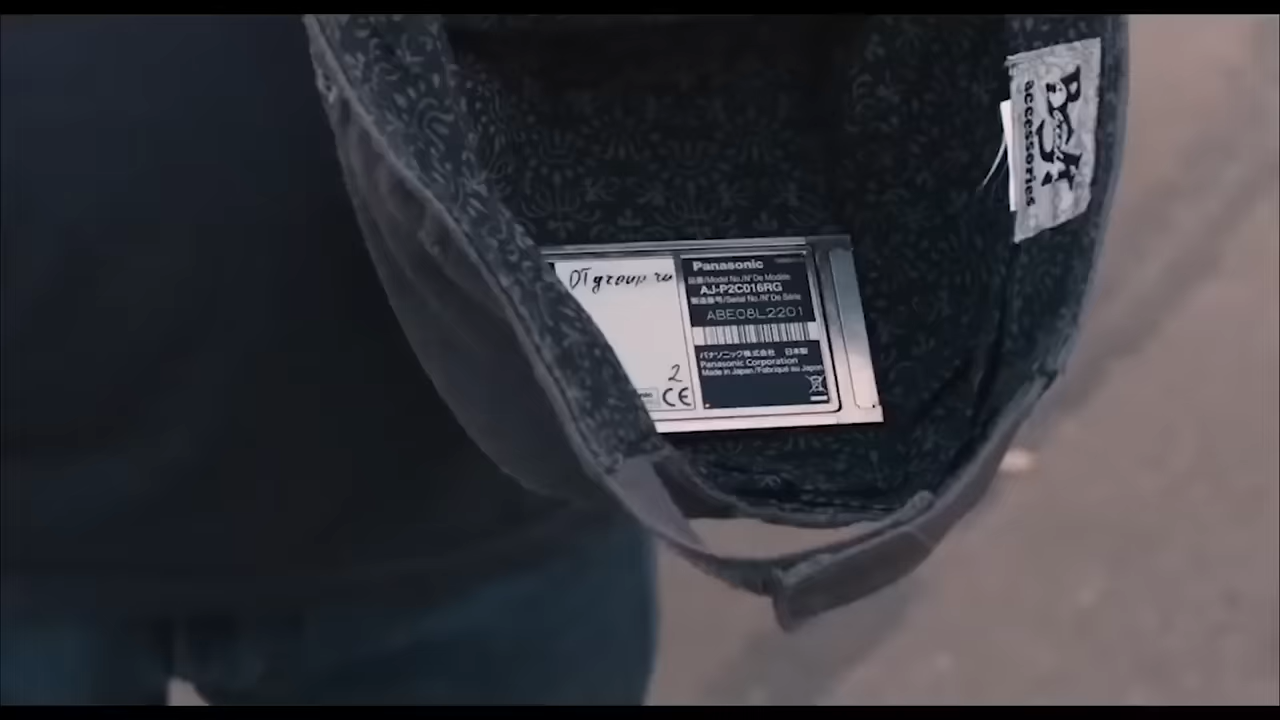 DTgroup ru
2
CE
Panasonic
品番/Model No./N° De Modèle
AJ-P2C016RG
製造番号/Serial No./N° De Série
ABE08L2201
パナソニック株式会社 日本製
Panasonic Corporation
Made in Japan/Fabriqué au Japon
accessories